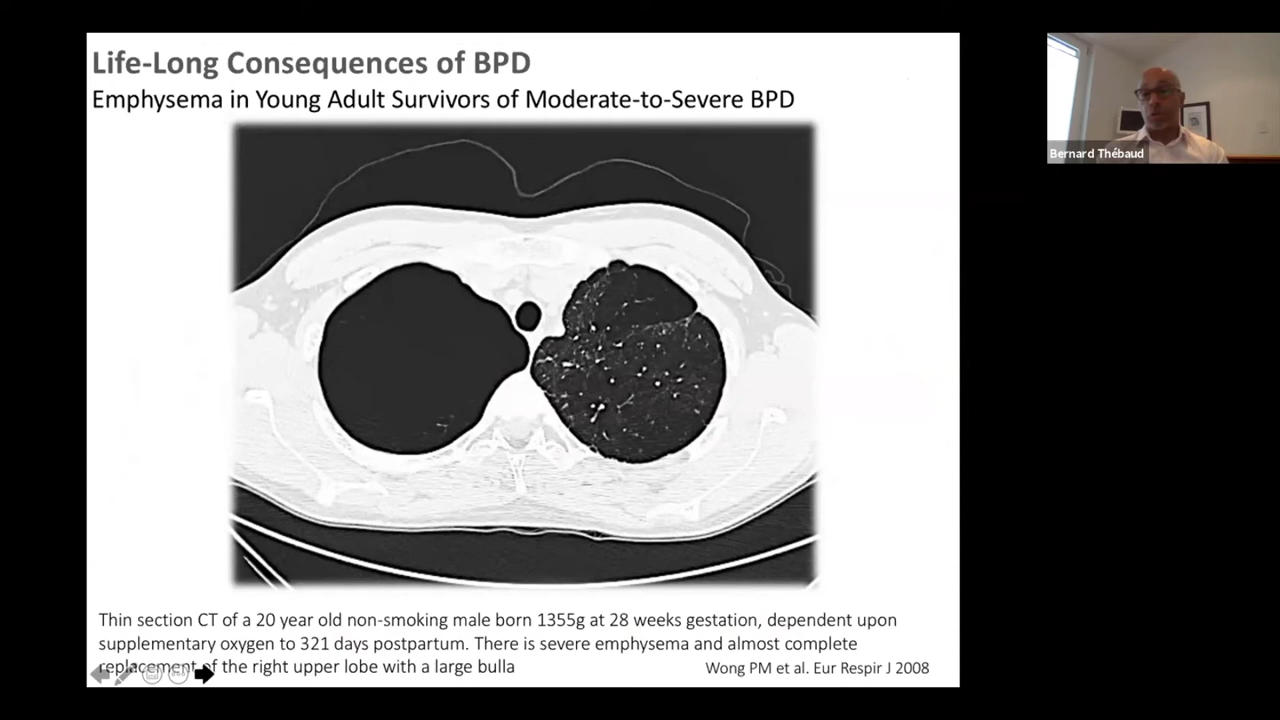 Life-Long Consequences of BPD
Emphysema in Young Adult Survivors of Moderate-to-Severe BPD
Bernard Thébaud
Thin section CT of a 20 year old non-smoking male born 1355g at 28 weeks gestation, dependent upon
supplementary oxygen to 321 days postpartum. There is severe emphysema and almost complete
replacement of the right upper lobe with a large bulla
Wong PM et al. Eur Respir J 2008